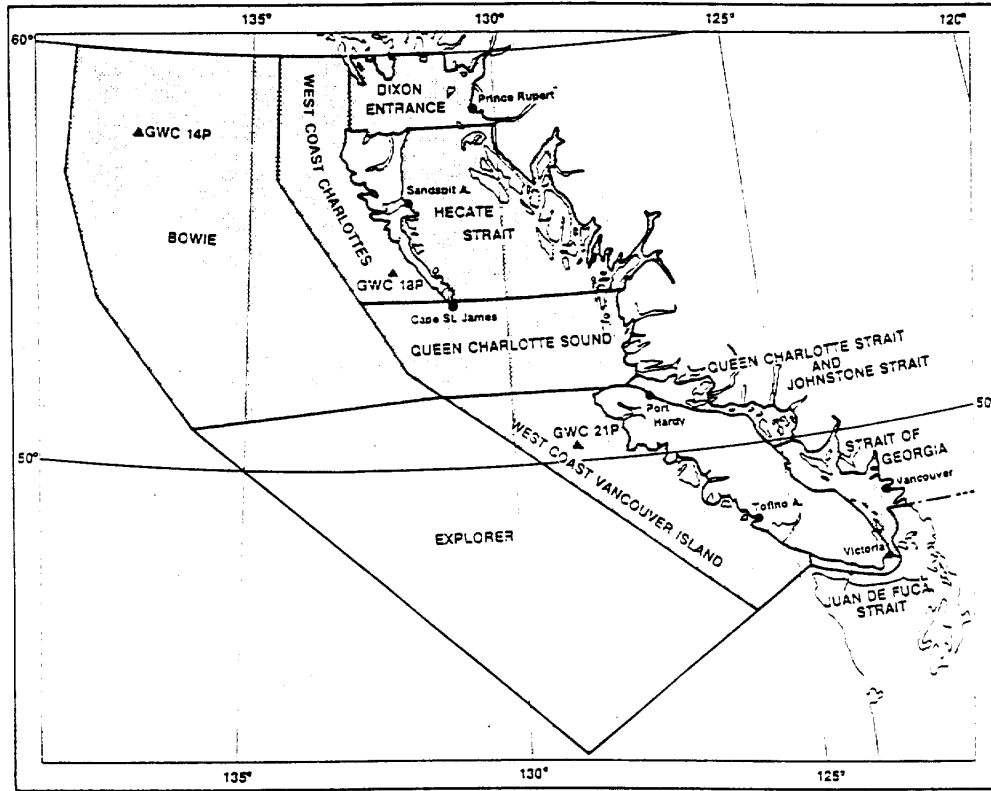 135°
130°
125°
120°
60°
DIXON
ENTRANCE
Prince Rupert
WEST COAST CHARLOTTES
▲GWC 14P
Sandspit A.
HECATE
STRAIT
BOWIE
GWC 18P
Cape St. James
QUEEN CHARLOTTE SOUND
QUEEN CHARLOTTE STRAIT
AND
JOHNSTONE STRAIT
50°
Port
Hardy
GWC 21P
WEST COAST VANCOUVER ISLAND
STRAIT OF
GEORGIA
Vancouver
50°
Tofino A.
EXPLORER
Victoria
JUAN DE FUCA
STRAIT
135°
130°
125°